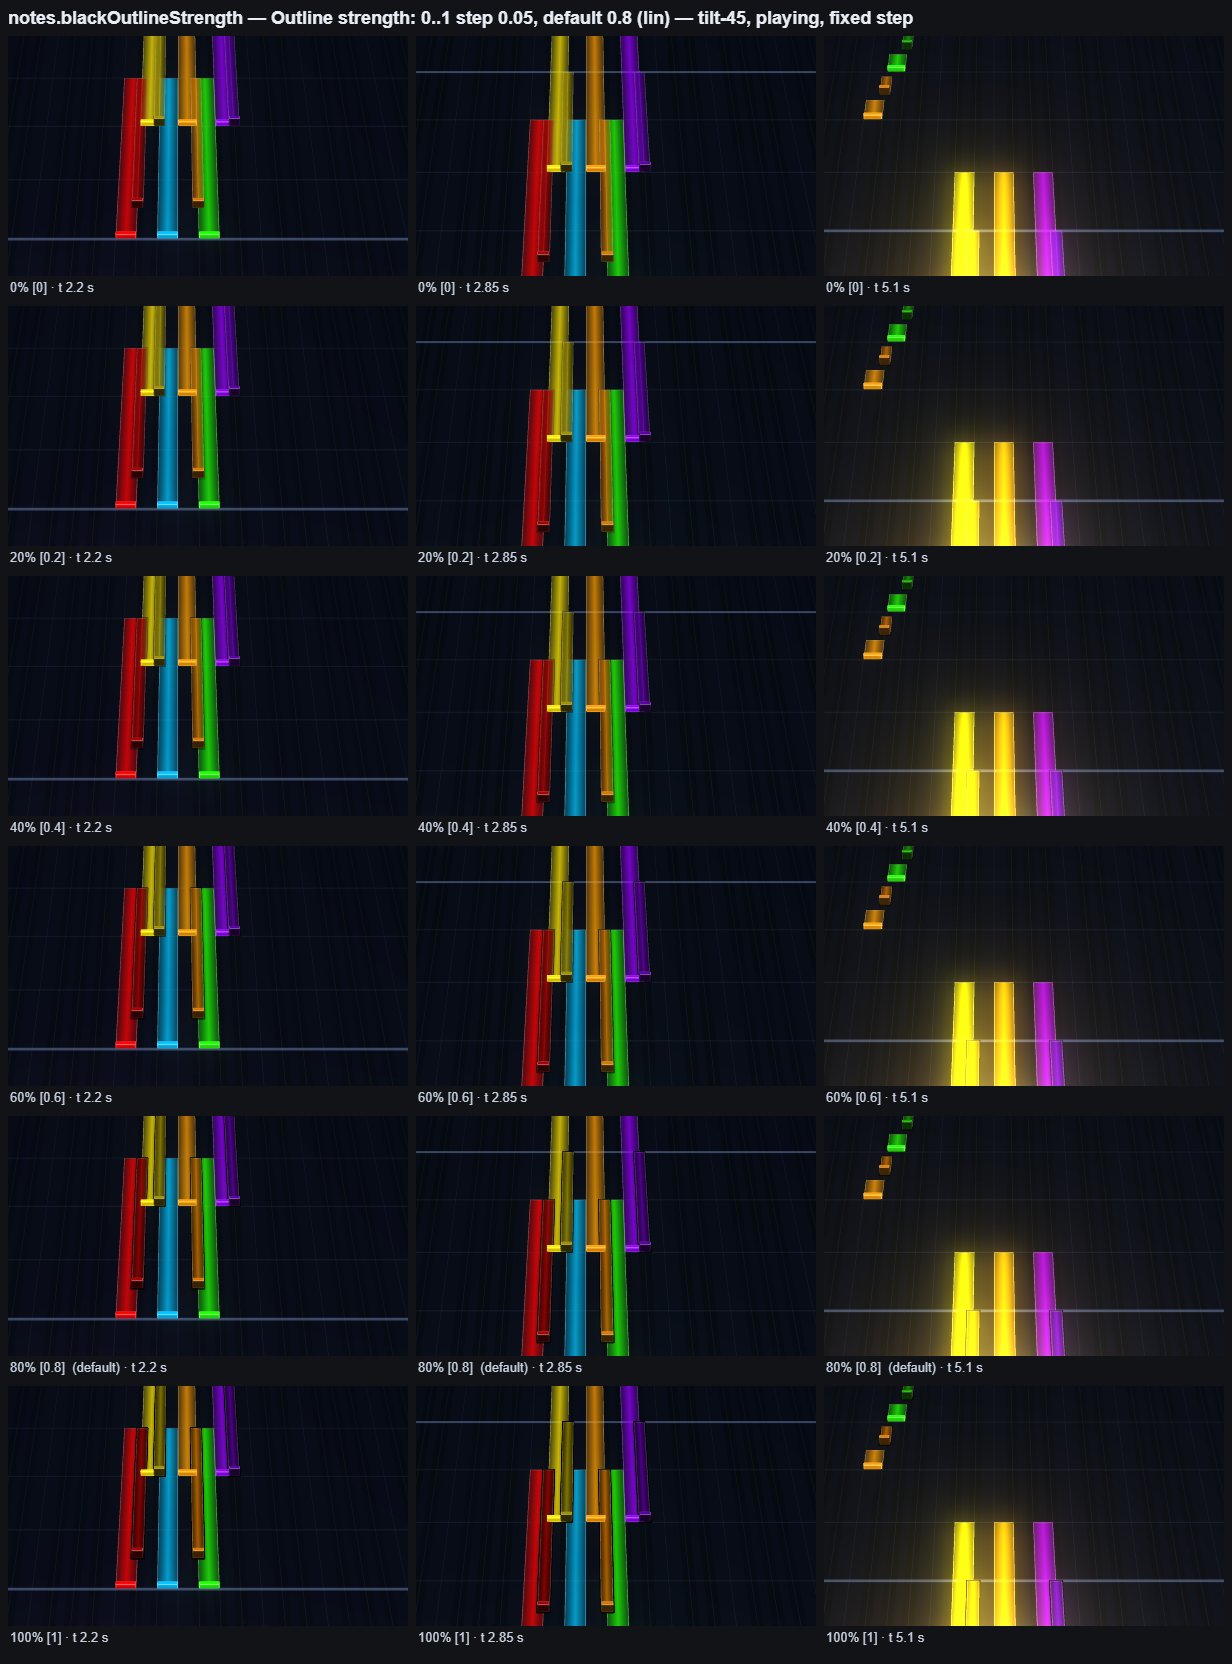 notes.blackOutlineStrength — Outline strength: 0..1 step 0.05, default 0.8 (lin) — tilt-45, playing, fixed step
0% [0] · t 2.2 s
0% [0] · t 2.85 s
0% [0] · t 5.1 s
20% [0.2] · t 2.2 s
20% [0.2] · t 2.85 s
20% [0.2] · t 5.1 s
40% [0.4] · t 2.2 s
40% [0.4] · t 2.85 s
40% [0.4] · t 5.1 s
60% [0.6] · t 2.2 s
60% [0.6] · t 2.85 s
60% [0.6] · t 5.1 s
80% [0.8] (default) · t 2.2 s
80% [0.8] (default) · t 2.85 s
80% [0.8] (default) · t 5.1 s
100% [1] · t 2.2 s
100% [1] · t 2.85 s
100% [1] · t 5.1 s